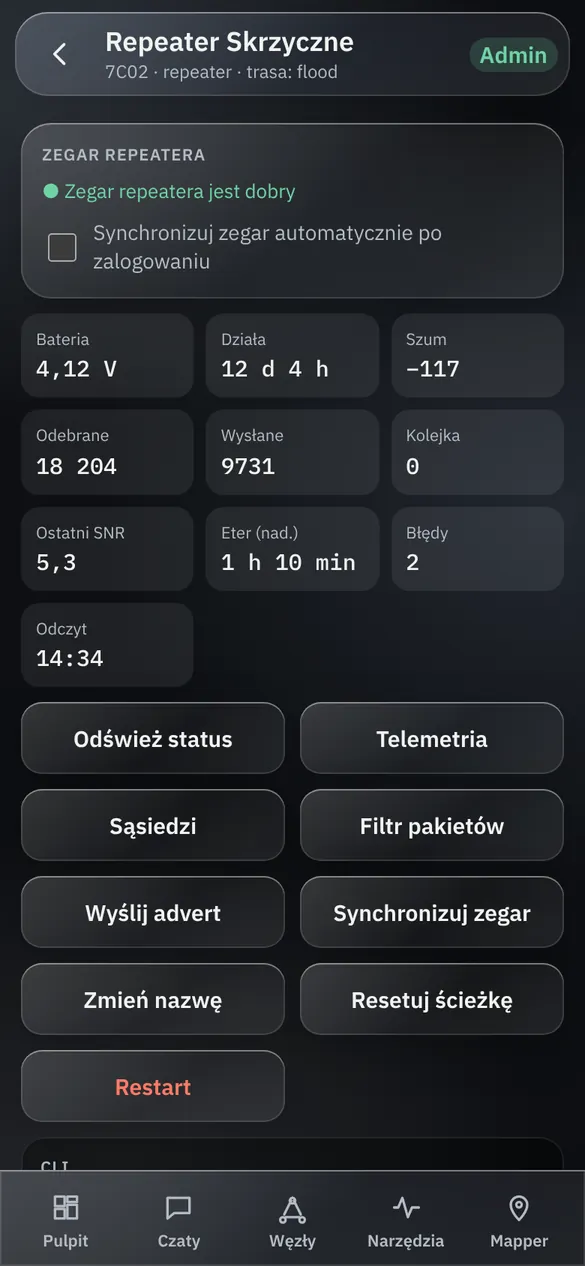 Repeater Skrzyczne
7C02 · repeater · trasa: flood
Admin
ZEGAR REPEATERA
Zegar repeatera jest dobry
Synchronizuj zegar automatycznie po
zalogowaniu
Bateria
4,12 V
Działa
12 d 4 h
Szum
−117
Odebrane
18 204
Wysłane
9731
Kolejka
0
Ostatni SNR
5,3
Eter (nad.)
1 h 10 min
Błędy
2
Odczyt
14:34
Odśwież status
Telemetria
Sąsiedzi
Filtr pakietów
Wyślij advert
Synchronizuj zegar
Zmień nazwę
Resetuj ścieżkę
Restart
CLI
Pulpit
Czaty
Węzły
Narzędzia
Mapper